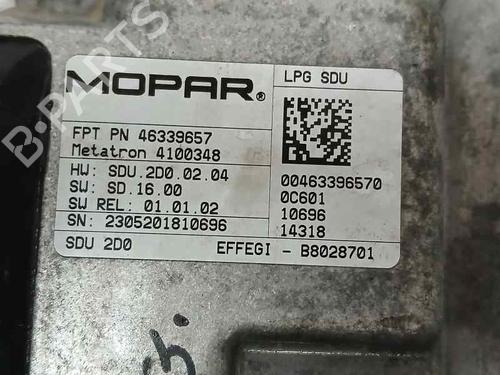 MOPAR®
LPG SDU
FPT PN 46339657
Metatron 4100348
HW: SDU.2D0.02.04
SW: SD.16.00
SW REL: 01.01.02
SN: 2305201810696
00463396570
0C601
10696
14318
SDU 2D0
EFFEGI - B8028701
B-PARTS